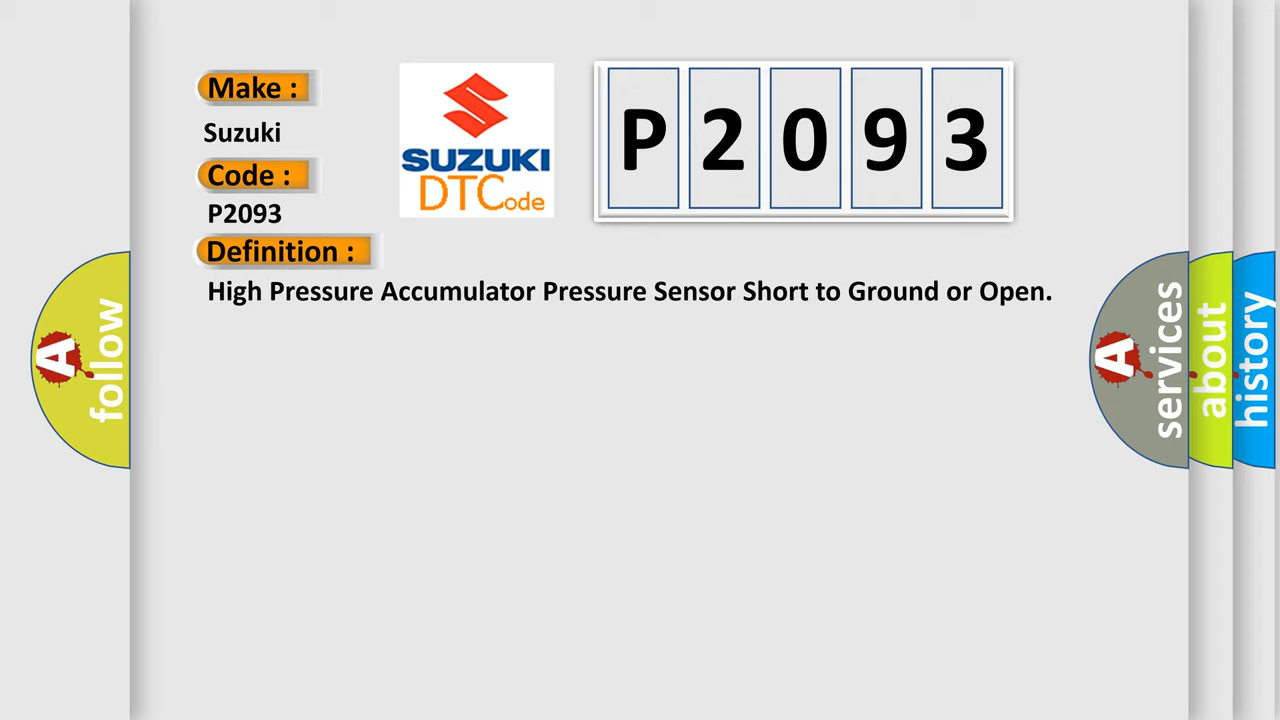 Make :
Suzuki
Code :
P2093
Definition :
High Pressure Accumulator Pressure Sensor Short to Ground or Open.
SUZUKI
DTCode
P 2 0 9 3
A follow
A services
about
history